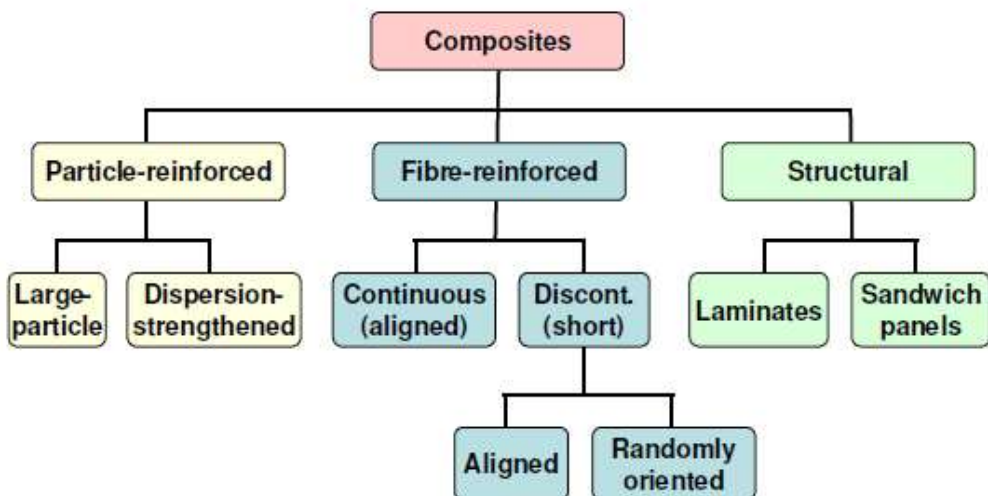 Composites
Particle-reinforced
Fibre-reinforced
Structural
Large-
particle
Dispersion-
strengthened
Continuous
(aligned)
Discont.
(short)
Laminates
Sandwich
panels
Aligned
Randomly
oriented